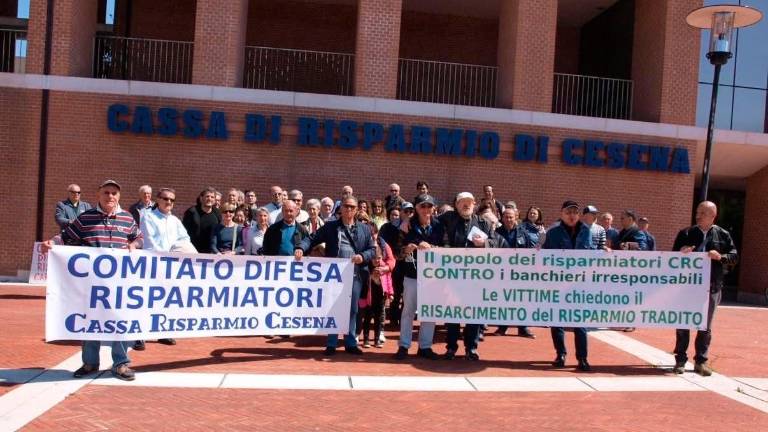 CASSA DI RISPARMIO DI CESENA
COMITATO DIFESA
RISPARMIATORI
CASSA RISPARMIO CESENA
Il popolo dei risparmiatori CRC
CONTRO i banchieri irresponsabili
Le VITTIME chiedono il
RISARCIMENTO del RISPARMIO TRADITO